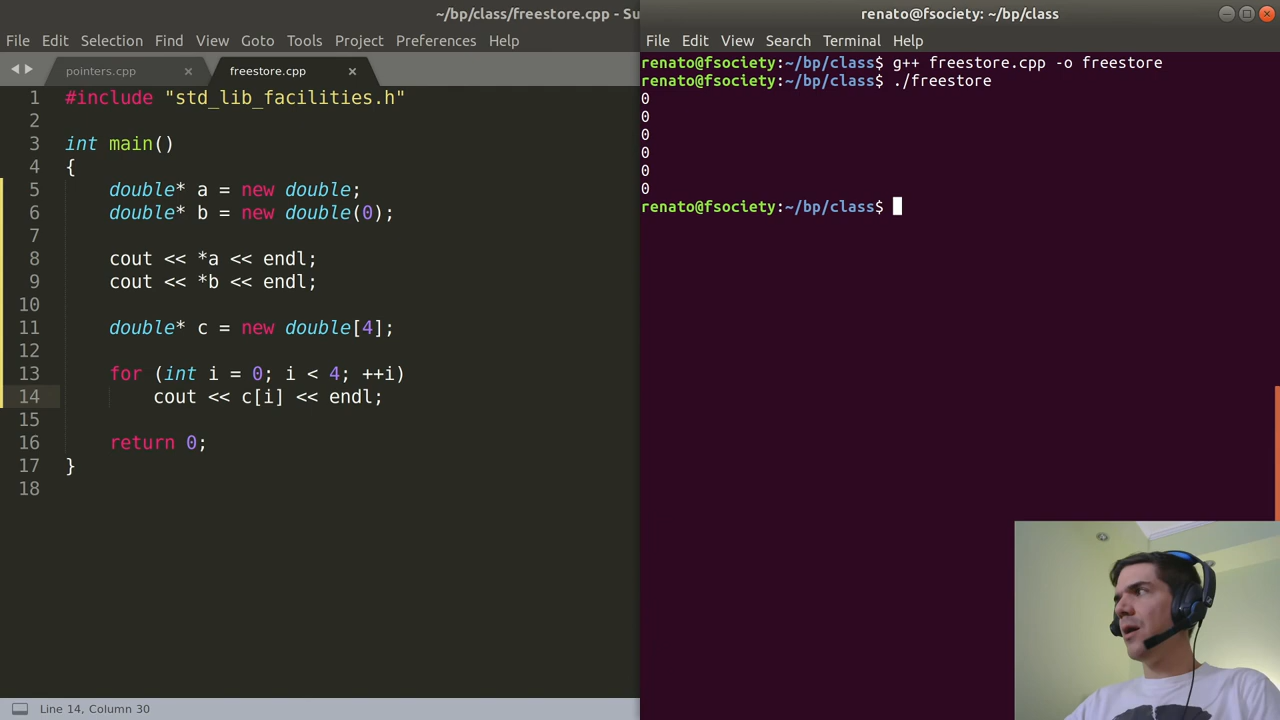 ~/bp/class/freestore.cpp - Su
File Edit Selection Find View Goto Tools Project Preferences Help
pointers.cpp × freestore.cpp ×
1 #include "std_lib_facilities.h"
2
3 int main()
4 {
5 double* a = new double;
6 double* b = new double(0);
7
8 cout << *a << endl;
9 cout << *b << endl;
10
11 double* c = new double[4];
12
13 for (int i = 0; i < 4; ++i)
14 cout << c[i] << endl;
15
16 return 0;
17 }
18
Line 14, Column 30
renato@fsociety: ~/bp/class
File Edit View Search Terminal Help
renato@fsociety:~/bp/class$ g++ freestore.cpp -o freestore
renato@fsociety:~/bp/class$ ./freestore
0
0
0
0
0
0
renato@fsociety:~/bp/class$